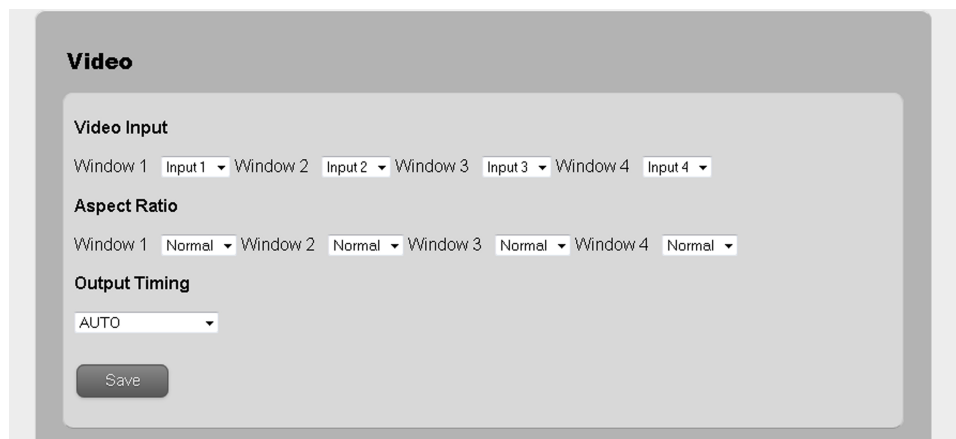 Video
Video Input
Window 1 Input 1 Window 2 Input 2 Window 3 Input 3 Window 4 Input 4
Aspect Ratio
Window 1 Normal Window 2 Normal Window 3 Normal Window 4 Normal
Output Timing
AUTO
Save